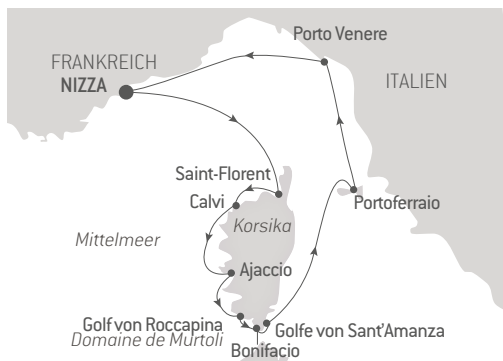 Porto Venere
FRANKREICH
NIZZA
ITALIEN
Saint-Florent
Calvi
Korsika
Portoferraio
Mittelmeer
Ajaccio
Golf von Roccapina
Golfe von Sant'Amanza
Domaine de Murtoli
Bonifacio